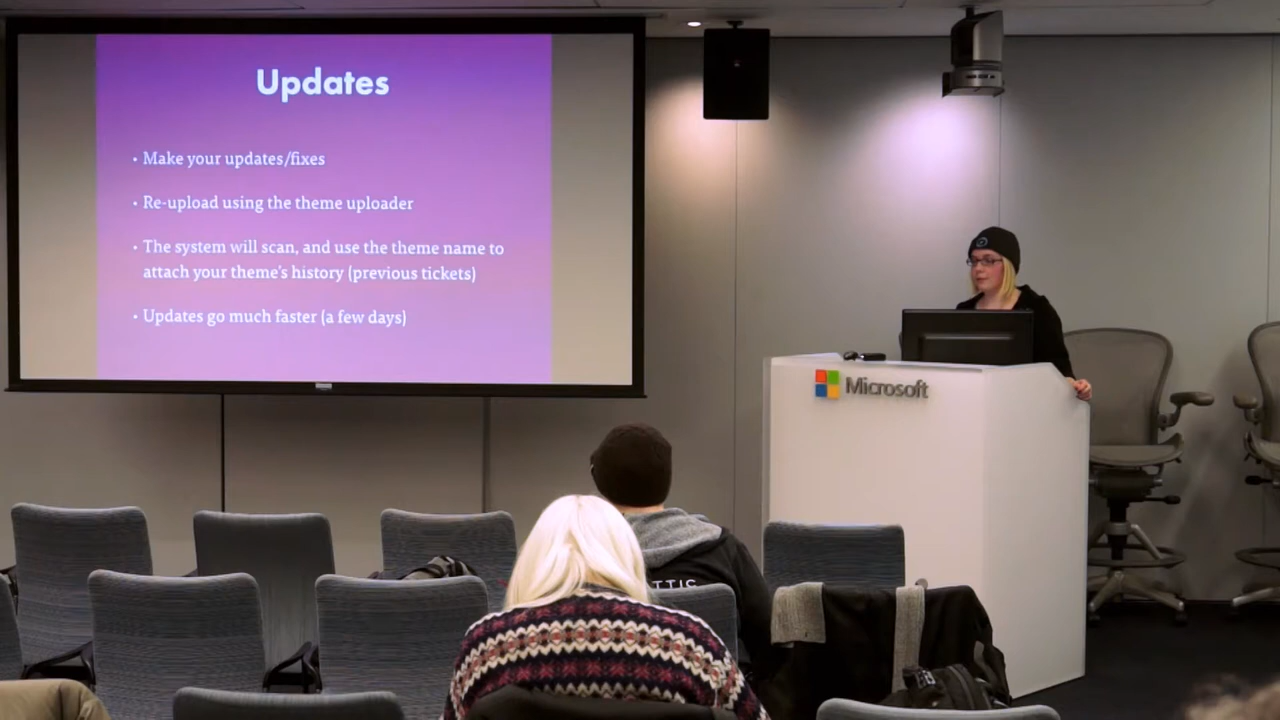 Updates
• Make your updates/fixes
• Re-upload using the theme uploader
• The system will scan, and use the theme name to
attach your theme's history (previous tickets)
• Updates go much faster (a few days)
Microsoft
TTIS